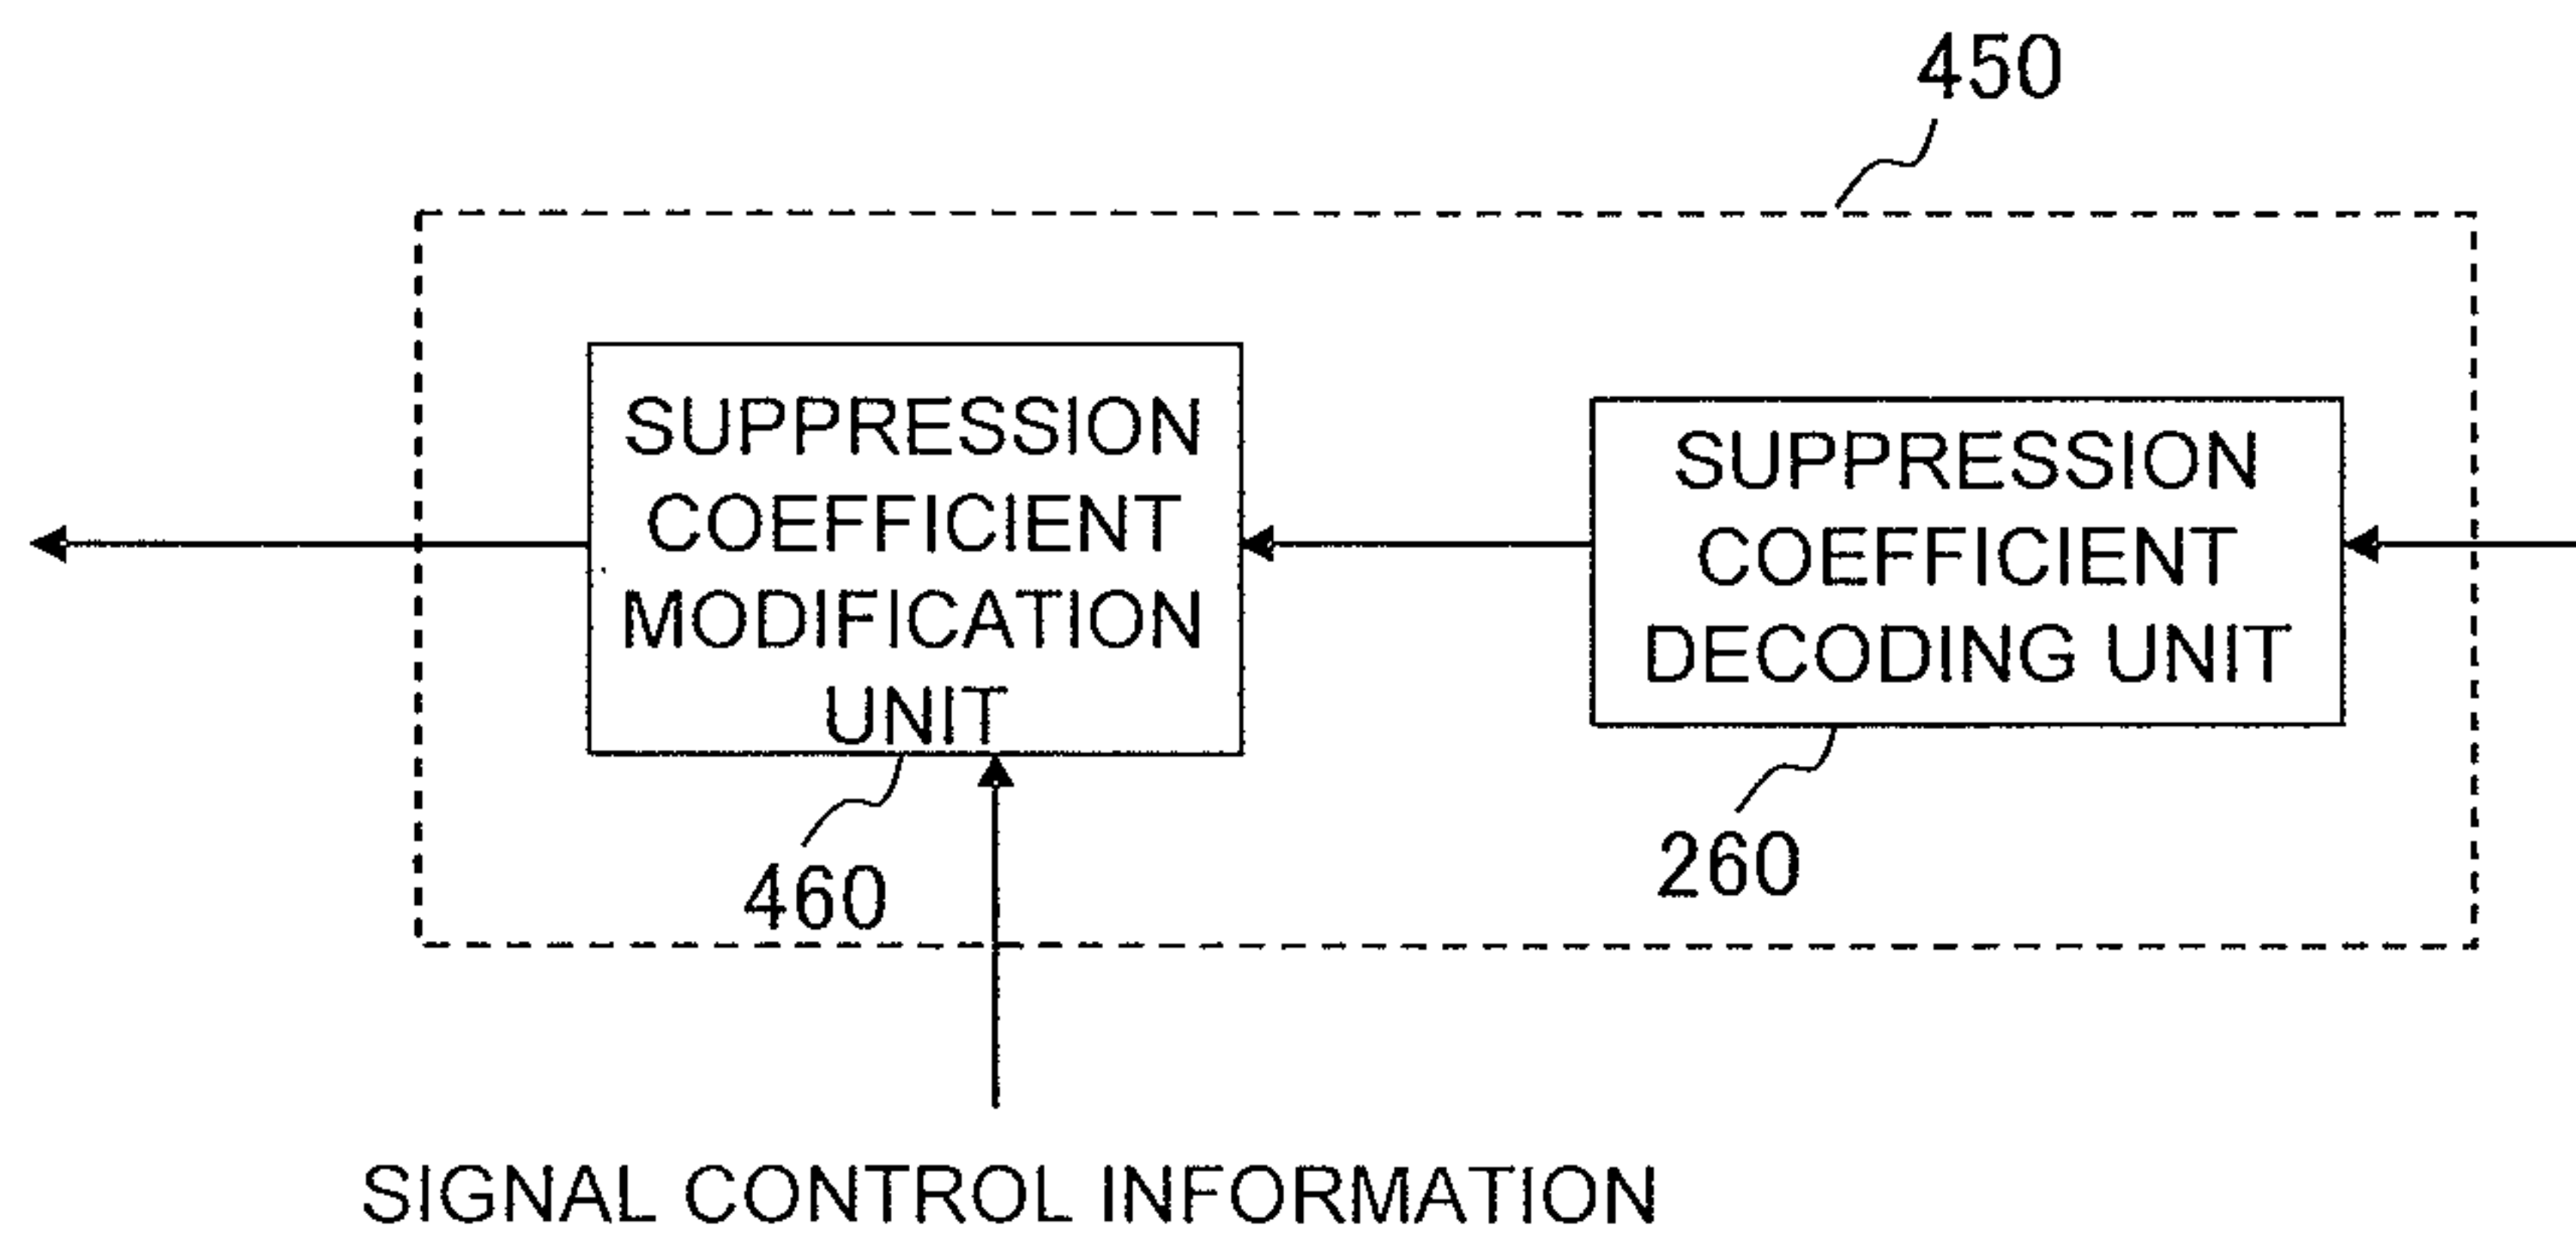 450
SUPPRESSION
COEFFICIENT
MODIFICATION
UNIT
SUPPRESSION
COEFFICIENT
DECODING UNIT
460
260
SIGNAL CONTROL INFORMATION